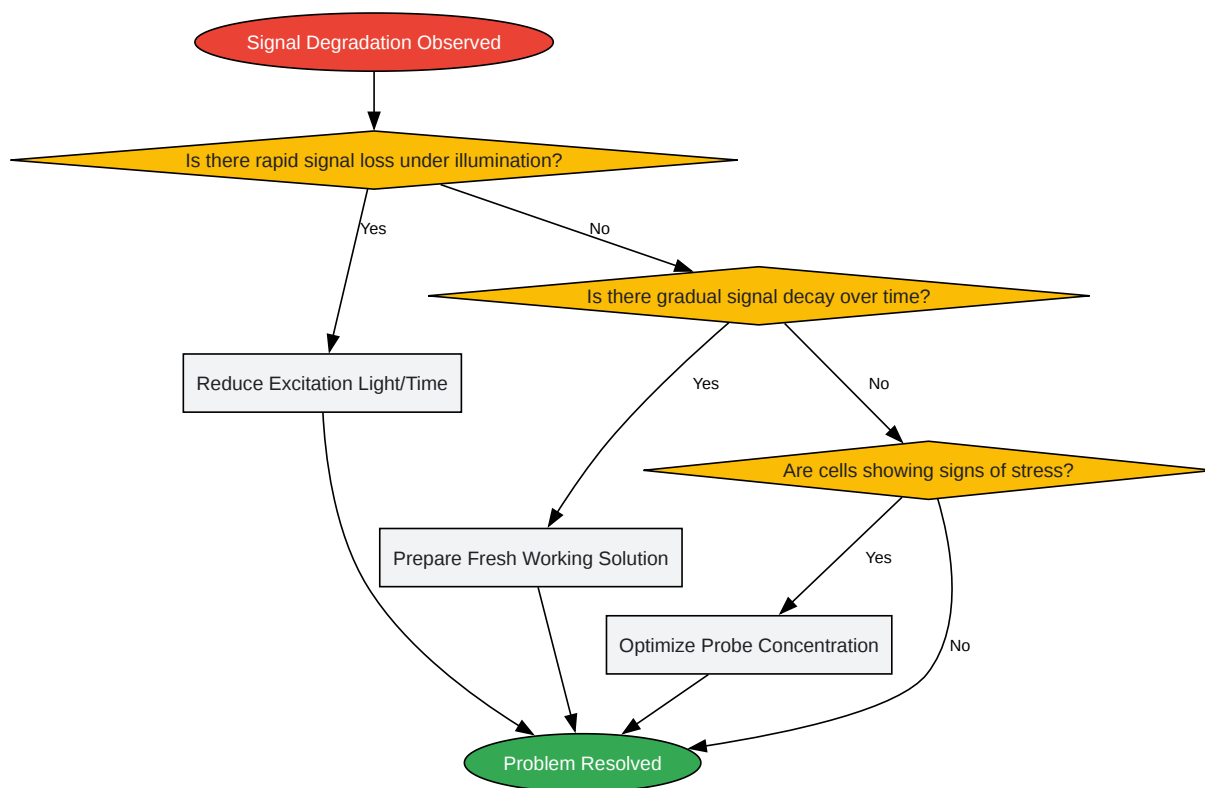 Signal Degradation Observed
Is there rapid signal loss under illumination?
Yes
No
Is there gradual signal decay over time?
Reduce Excitation Light/Time
Yes
No
Are cells showing signs of stress?
Prepare Fresh Working Solution
Yes
Optimize Probe Concentration
No
Problem Resolved